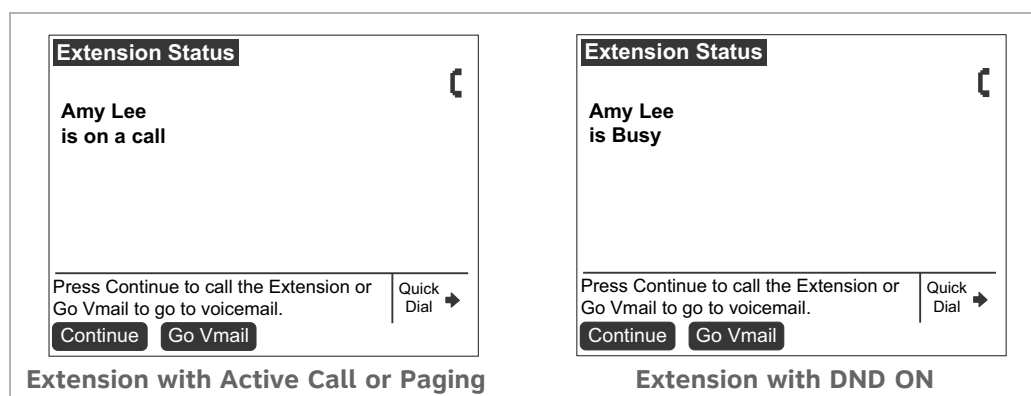 Extension Status
Amy Lee
is on a call
Press Continue to call the Extension or
Go Vmail to go to voicemail.
Quick
Dial
Continue
Go Vmail
Extension with Active Call or Paging
Extension Status
Amy Lee
is Busy
Press Continue to call the Extension or
Go Vmail to go to voicemail.
Quick
Dial
Continue
Go Vmail
Extension with DND ON